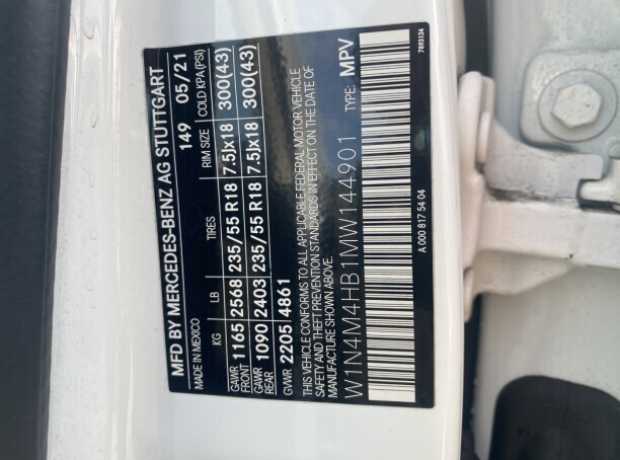 MFD BY MERCEDES-BENZ AG STUTTGART
MADE IN MEXICO 149 05/21
KG LB TIRES RIM SIZE COLD KPA(PSI)
GAWR FRONT 1165 2568 235/55 R18 7.5Jx18 300(43)
GAWR REAR 1090 2403 235/55 R18 7.5Jx18 300(43)
GVWR 2205 4861
THIS VEHICLE CONFORMS TO ALL APPLICABLE FEDERAL MOTOR VEHICLE
SAFETY AND THEFT PREVENTION STANDARDS IN EFFECT ON THE DATE OF
MANUFACTURE SHOWN ABOVE.
W1N4M4HB1MW144901 TYPE: MPV
A 000 817 54 04